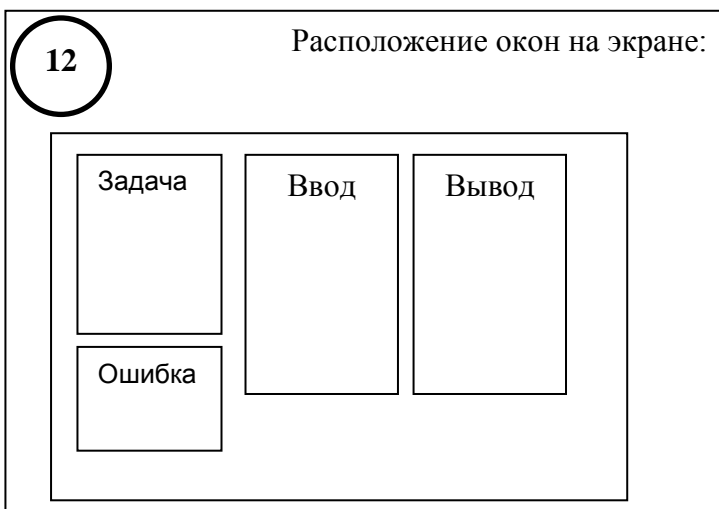 12
Расположение окон на экране:
Задача
Ввод
Вывод
Ошибка